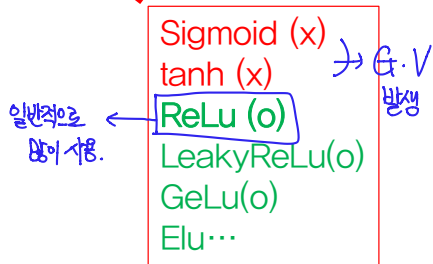 Sigmoid (x)
tanh (x)
→ G.V
발생
ReLu (o)
일반적으로
많이 사용.
LeakyReLu(o)
GeLu(o)
Elu…